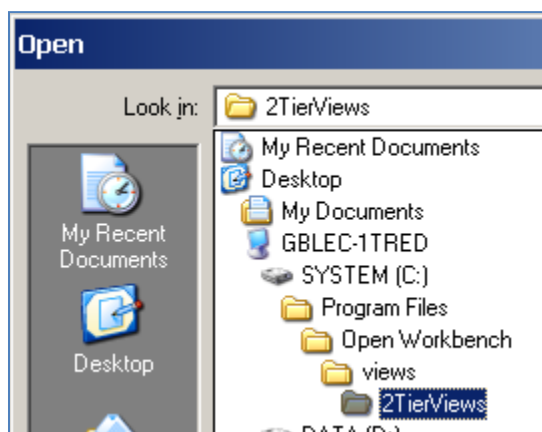 Open
Look in:
2TierViews
My Recent Documents
Desktop
My Documents
GBLEC-1TRED
SYSTEM (C:)
Program Files
Open Workbench
views
2TierViews
DATA (D:)
My Recent
Documents
Desktop